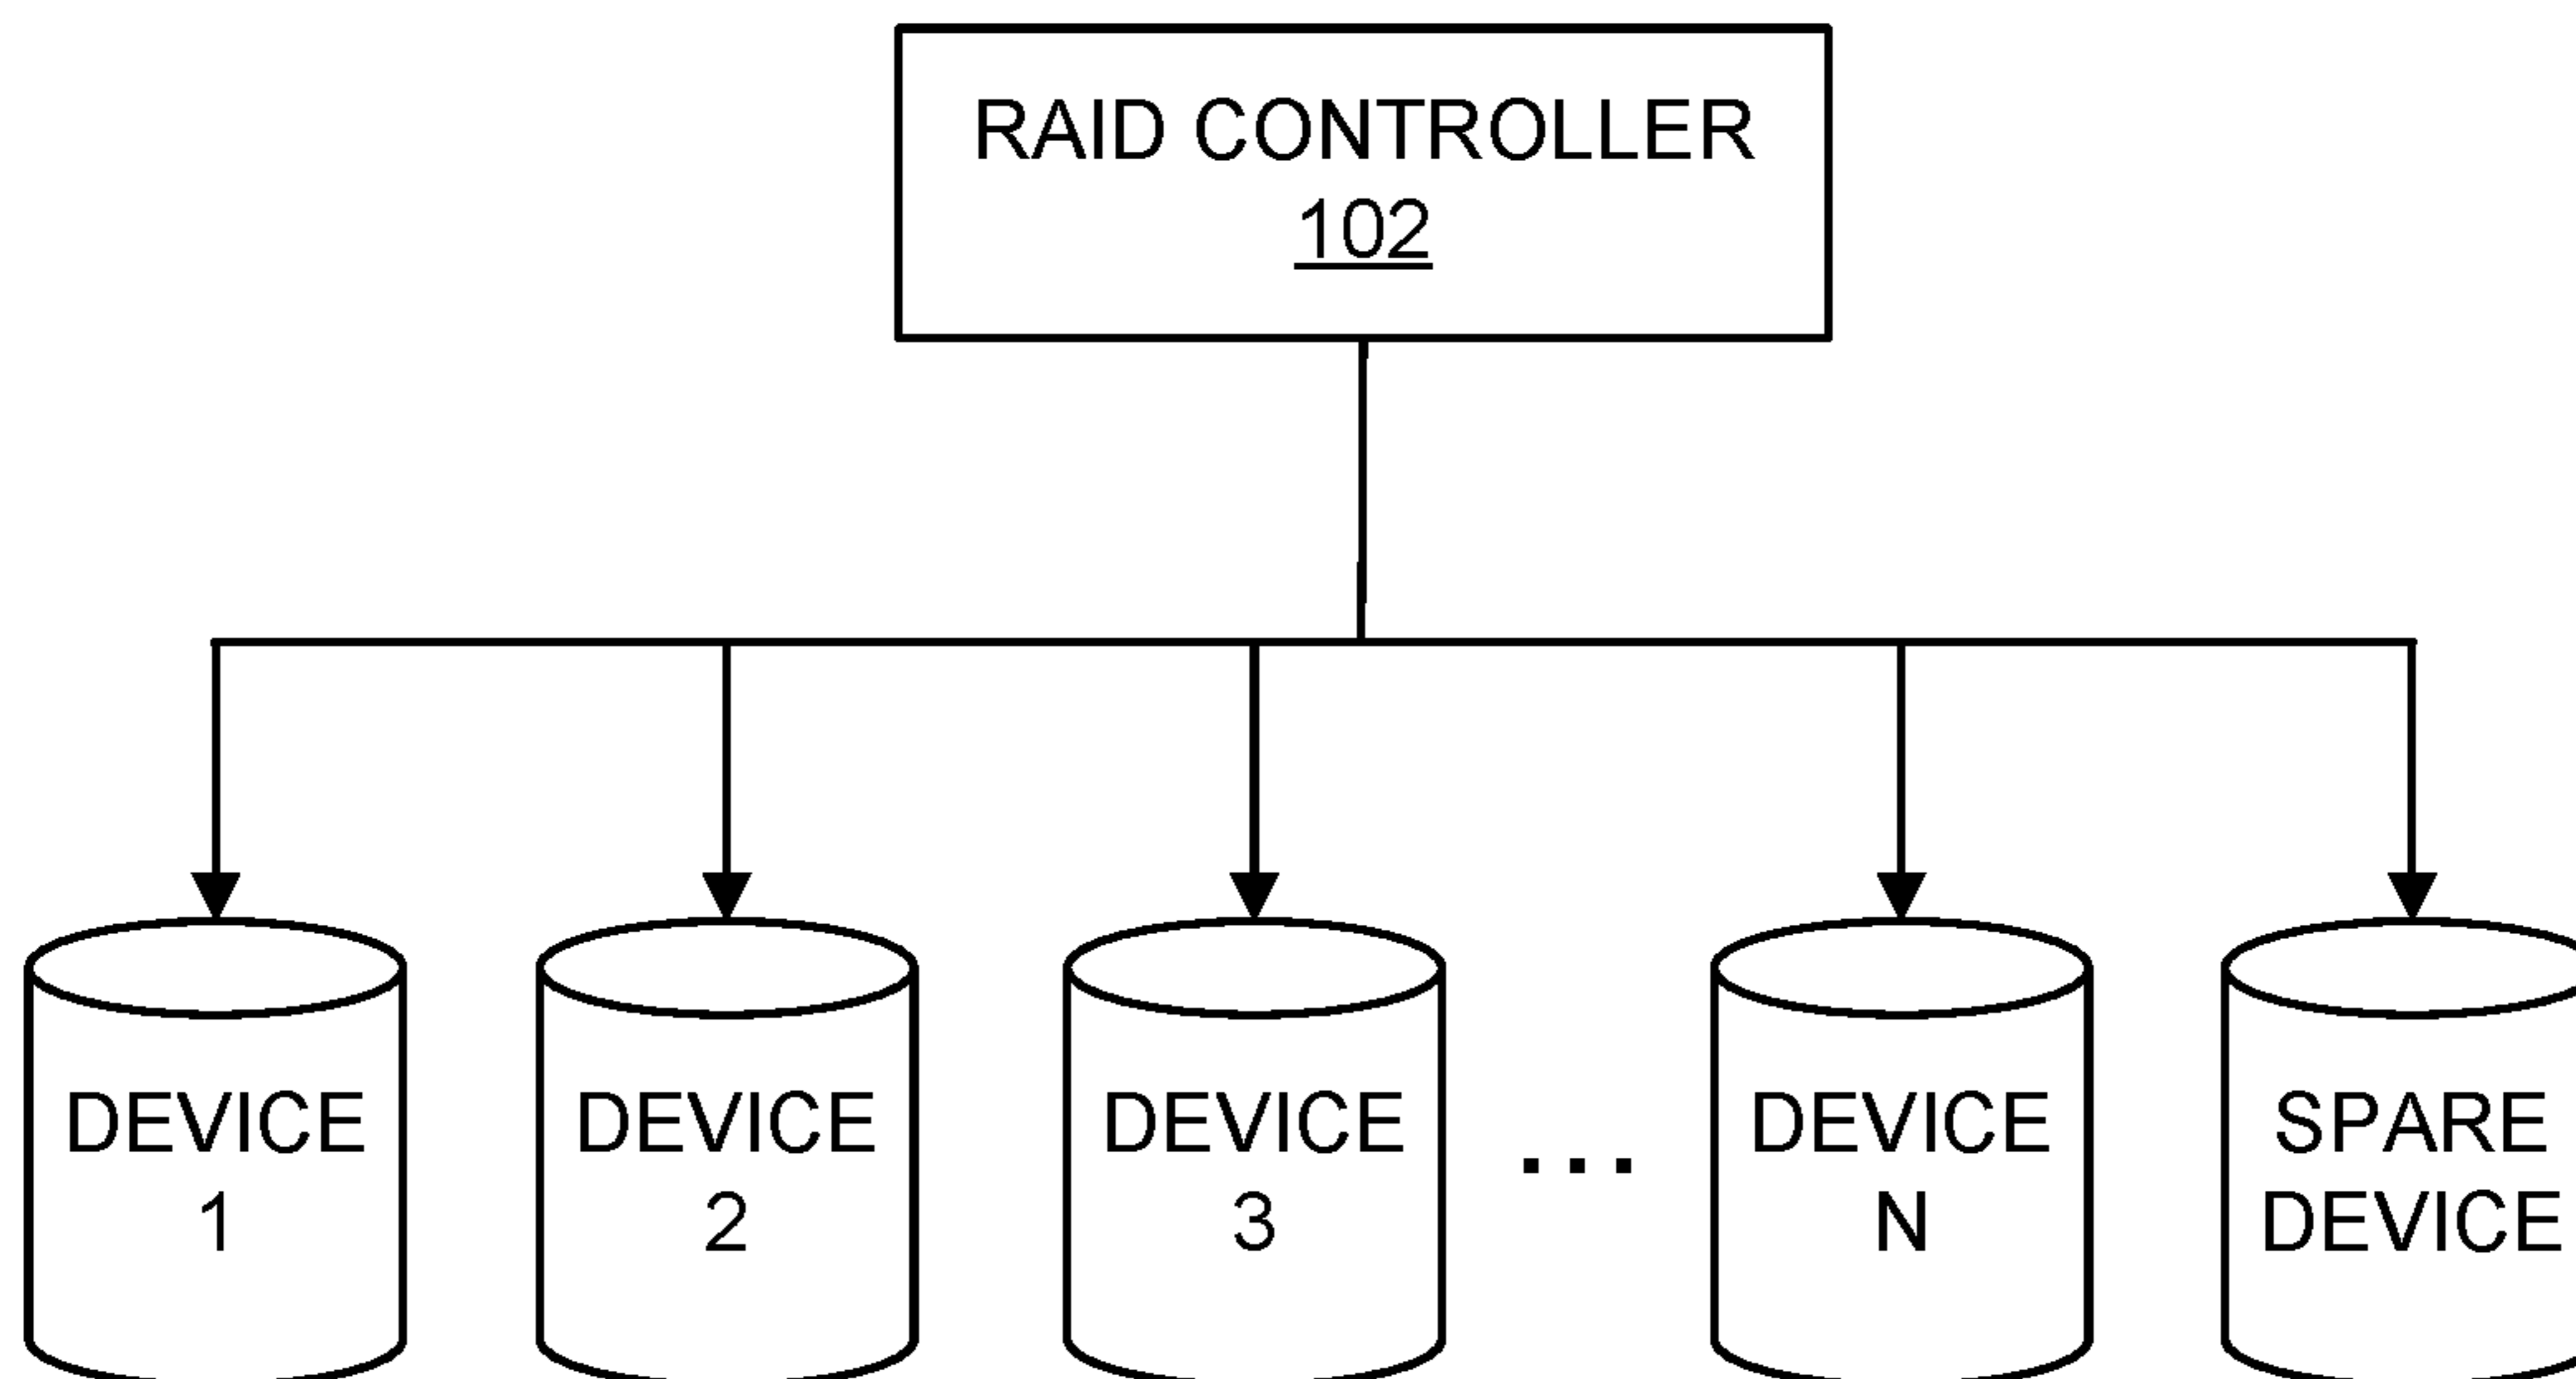 RAID CONTROLLER
102
DEVICE
1
DEVICE
2
DEVICE
3
...
DEVICE
N
SPARE
DEVICE